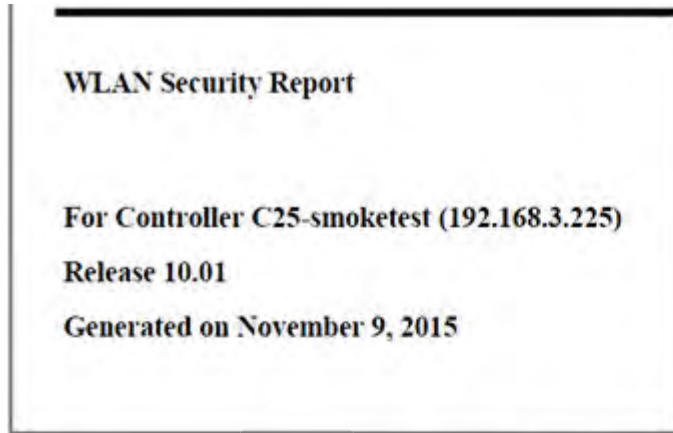 WLAN Security Report
For Controller C25-smoketest (192.168.3.225)
Release 10.01
Generated on November 9, 2015